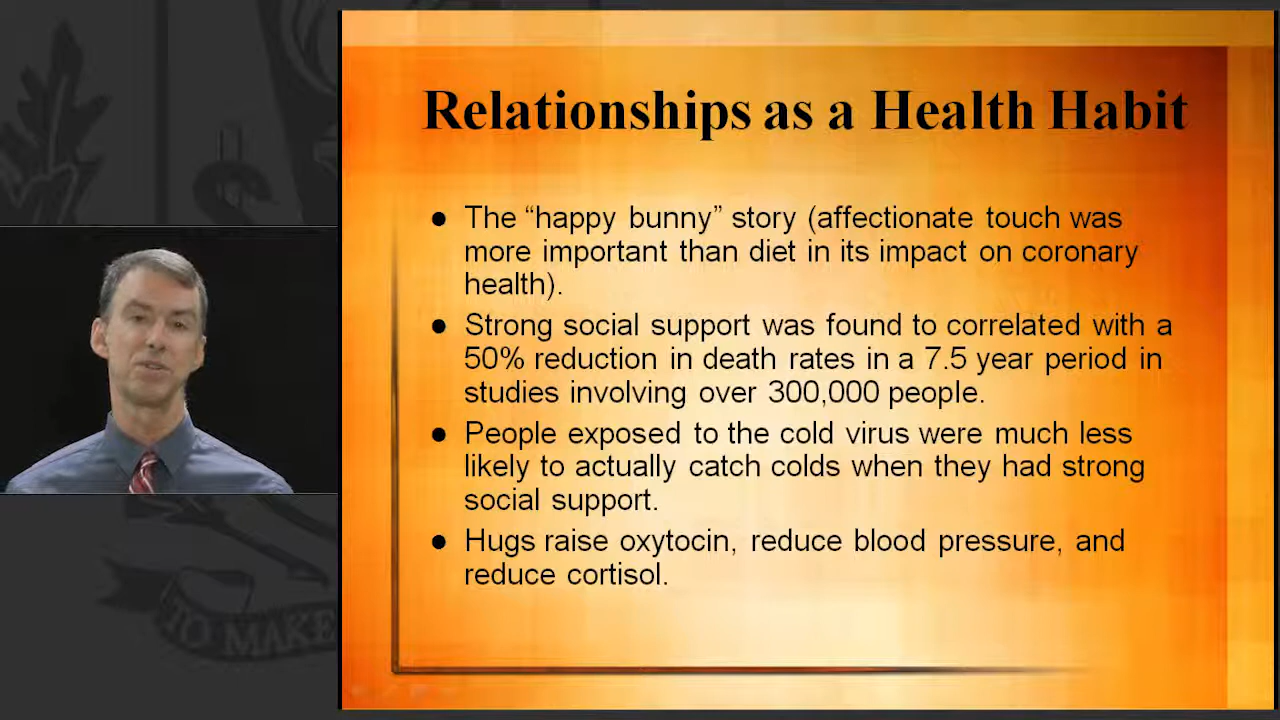 Relationships as a Health Habit
● The “happy bunny” story (affectionate touch was
more important than diet in its impact on coronary
health).
● Strong social support was found to correlated with a
50% reduction in death rates in a 7.5 year period in
studies involving over 300,000 people.
● People exposed to the cold virus were much less
likely to actually catch colds when they had strong
social support.
● Hugs raise oxytocin, reduce blood pressure, and
reduce cortisol.
TO MAKE